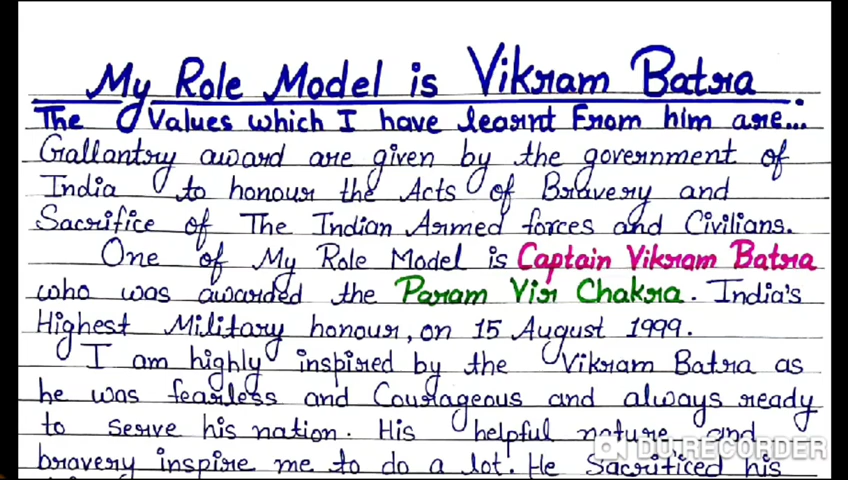 My Role Model is Vikram Batra
The Values which I have learnt From him are...
Gallantry award are given by the government of
India to honour the Acts of Bravery and
Sacrifice of The Indian Armed forces and Civilians.
One of My Role Model is Captain Vikram Batra
who was awarded the Param Vir Chakra. India's
Highest Military honour, on 15 August 1999.
I am highly inspired by the Vikram Batra as
he was fearless and Courageous and always ready
to serve his nation. His helpful nature and
DU RECORDER
bravery inspire me to do a lot. He Sacrificed his